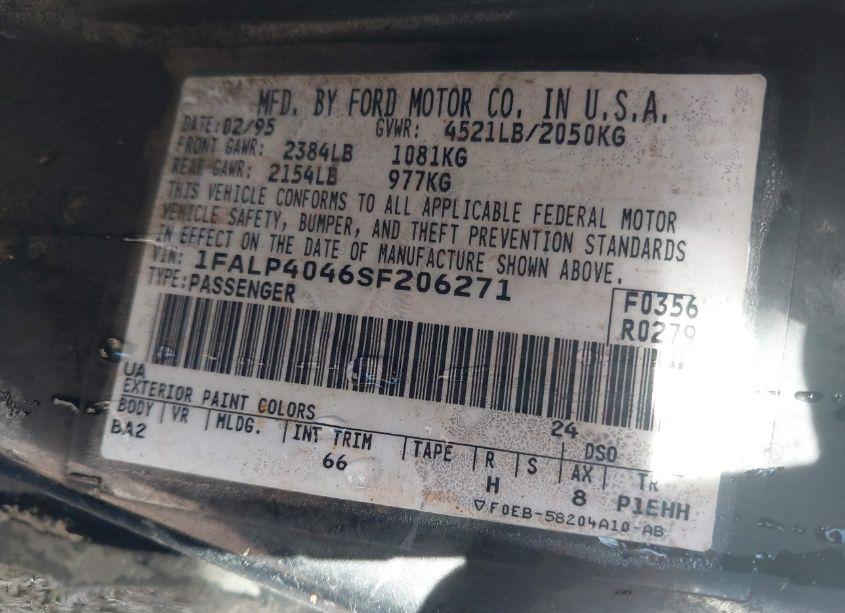 MFD. BY FORD MOTOR CO. IN U.S.A.
DATE: 02/95 GVWR: 4521LB/2050KG
FRONT GAWR: 2384LB 1081KG
REAR GAWR: 2154LB 977KG
THIS VEHICLE CONFORMS TO ALL APPLICABLE FEDERAL MOTOR
VEHICLE SAFETY, BUMPER, AND THEFT PREVENTION STANDARDS
IN EFFECT ON THE DATE OF MANUFACTURE SHOWN ABOVE.
VIN: 1FALP4046SF206271
TYPE: PASSENGER
F0356
R0279
UA
EXTERIOR PAINT COLORS 24 DSO
BODY VR MLDG. INT TRIM TAPE R S AX TR
BA2 66 H 8 P1EHH
▽F0EB-58204A10-AB